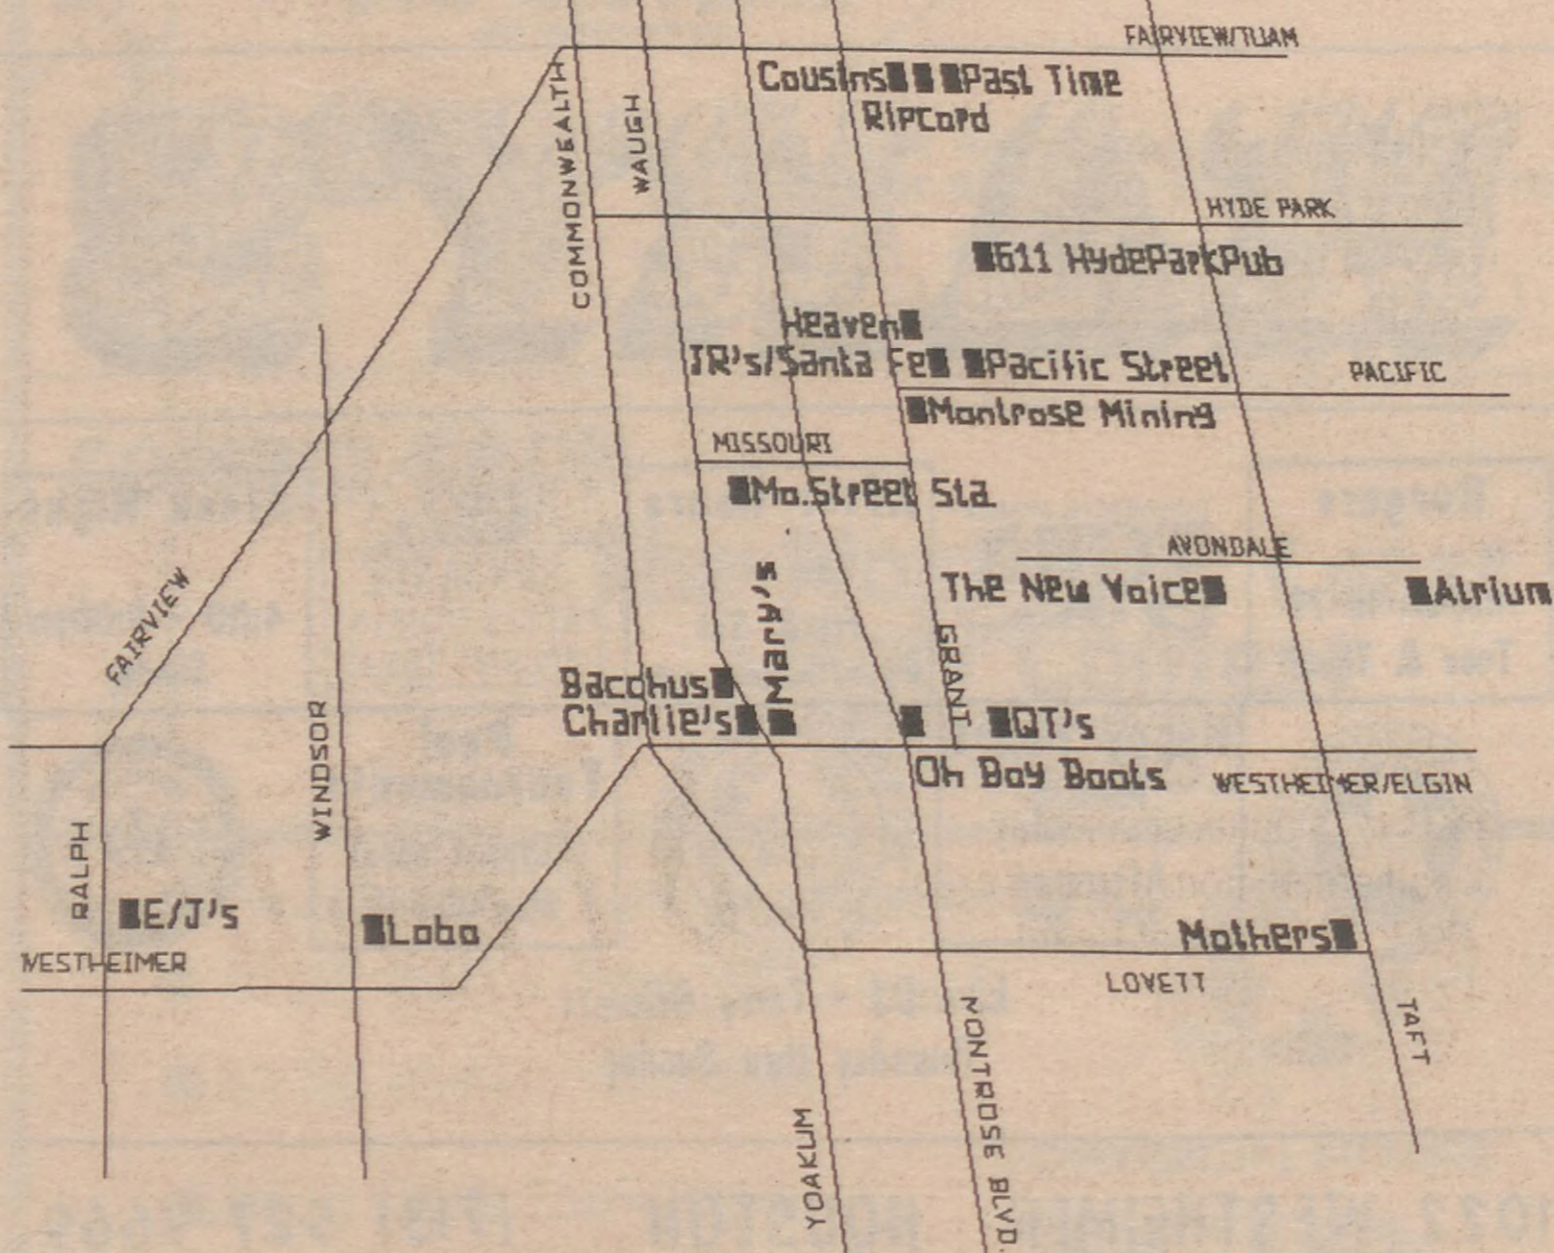 FAIRVIEW/TUAM
Cousins Past Time
Ripcord
COMMONWEALTH
WAUGH
HYDE PARK
611 HydeParkPub
Heaven
JR's/Santa Fe Pacific Street
PACIFIC
Montrose Mining
MISSOURI
Mo.Street Sta.
AVONDALE
The New Voice
Atrium
FAIRVIEW
Mary's
GRANT
Bacchus
Charlie's
QT's
WINDSOR
Oh Boy Boots
WESTHEIMER/ELGIN
RALPH
E/J's
Lobo
Mothers
WESTHEIMER
LOVETT
TAFT
MONTROSE BLVD.
YOAKUM